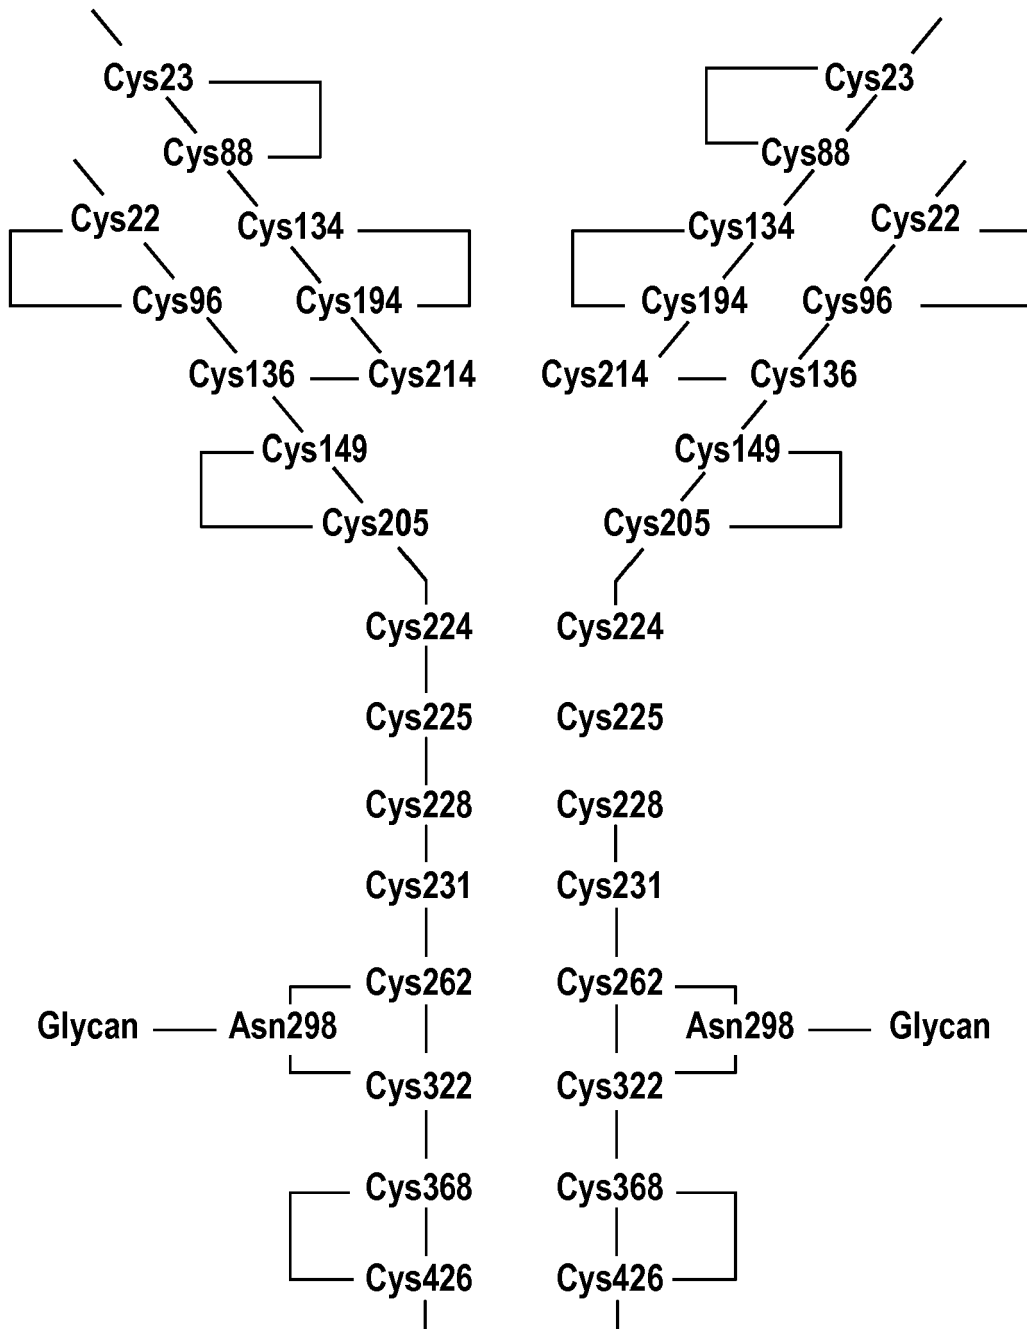 Cys23 Cys23
Cys88 Cys88
Cys22 Cys134 Cys134 Cys22
Cys96 Cys194 Cys194 Cys96
Cys136 Cys214 Cys214 Cys136
Cys149 Cys149
Cys205 Cys205
Cys224 Cys224
Cys225 Cys225
Cys228 Cys228
Cys231 Cys231
Cys262 Cys262
Glycan Asn298 Asn298 Glycan
Cys322 Cys322
Cys368 Cys368
Cys426 Cys426